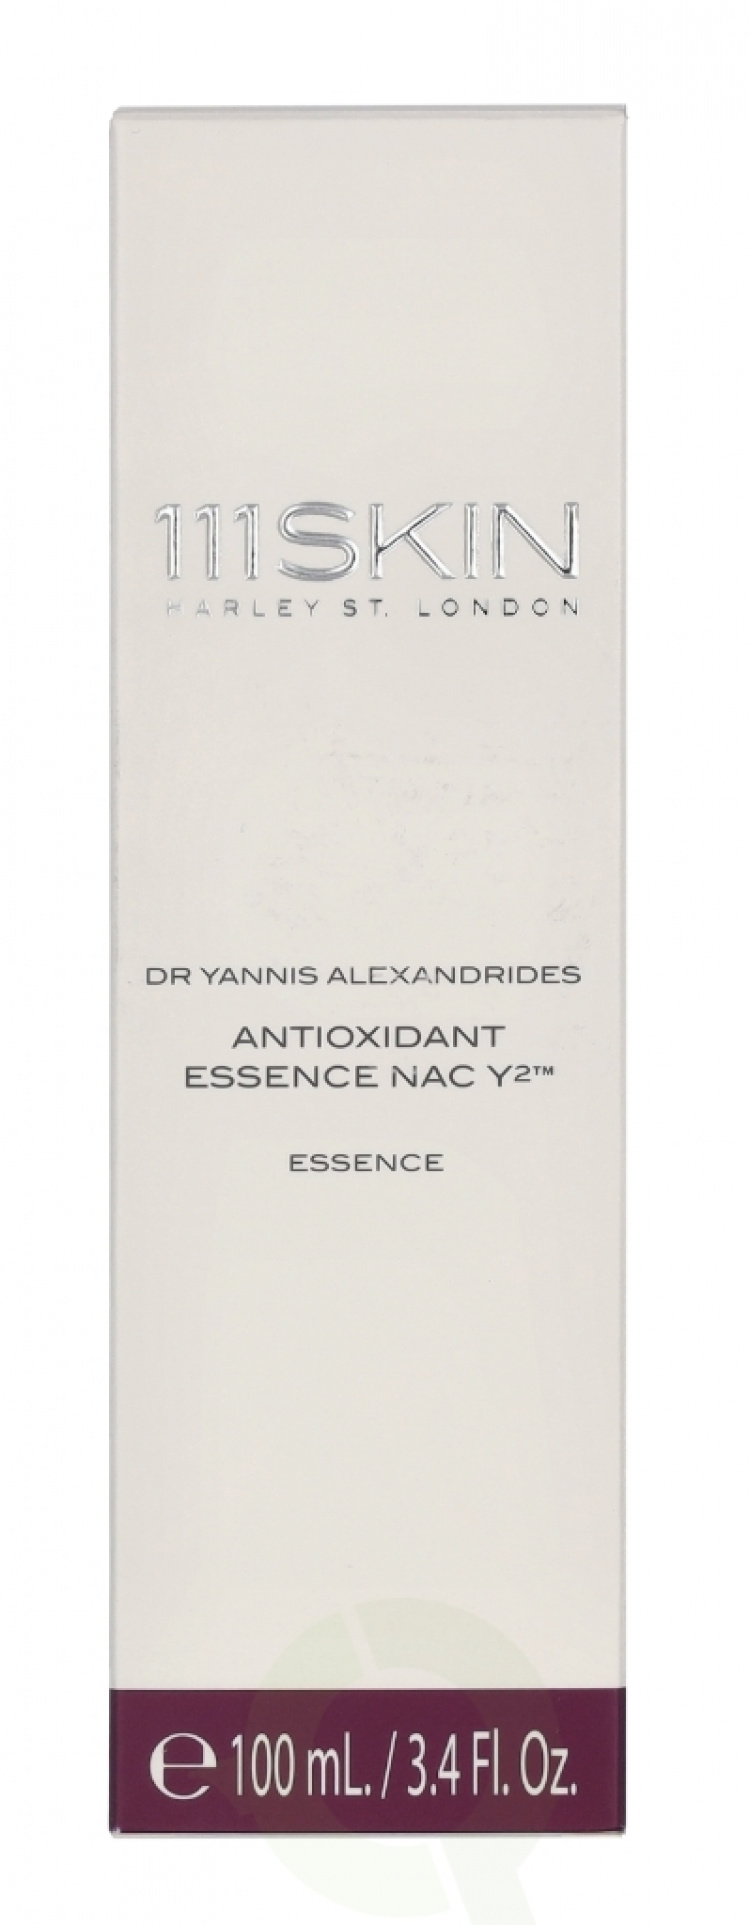 111SKIN
HARLEY ST. LONDON
DR YANNIS ALEXANDRIDES
ANTIOXIDANT
ESSENCE NAC Y²™
ESSENCE
e 100 mL. / 3.4 Fl. Oz.